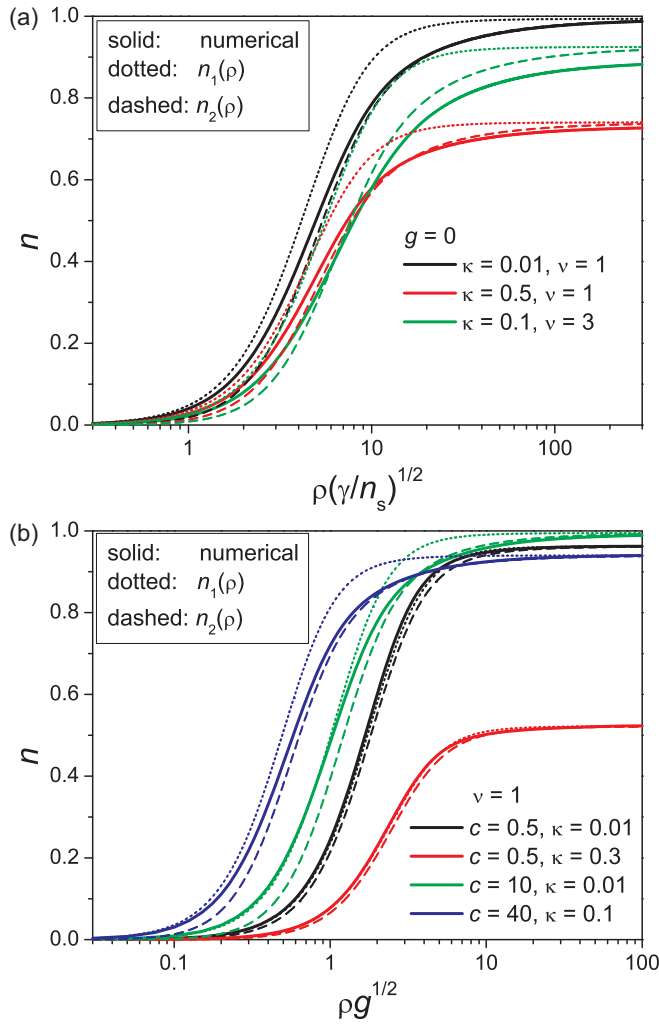 (a)
solid: numerical
dotted: n₁(ρ)
dashed: n₂(ρ)
1.0
0.8
0.6
0.4
0.2
0.0
n
g = 0
κ = 0.01, ν = 1
κ = 0.5, ν = 1
κ = 0.1, ν = 3
1 10 100
ρ(γ/nₛ)^1/2
(b)
solid: numerical
dotted: n₁(ρ)
dashed: n₂(ρ)
1.0
0.8
0.6
0.4
0.2
0.0
n
ν = 1
c = 0.5, κ = 0.01
c = 0.5, κ = 0.3
c = 10, κ = 0.01
c = 40, κ = 0.1
0.1 1 10 100
ρg^1/2